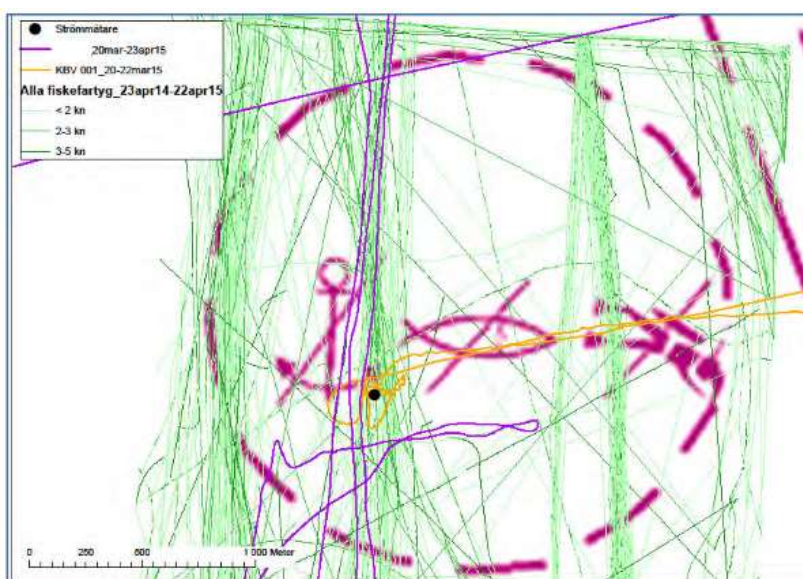 Strömmätare
20mar-23apr15
KBV 001_20-22mar15
Alla fiskefartyg_23apr14-22apr15
< 2 kn
2-3 kn
3-5 kn
0 250 500 1 000 Meter